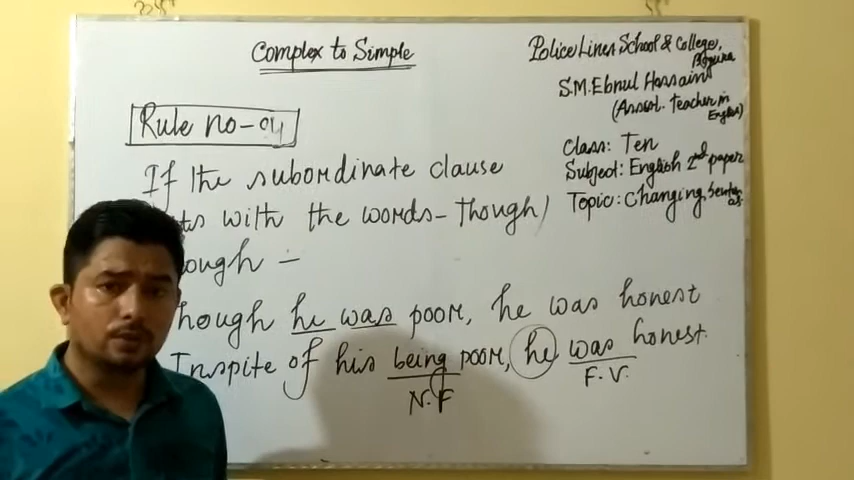 Complex to Simple
Police Lines School & College,
Bogura
S.M. Ebnul Hossain
(Assist. Teacher in
English)
Rule no-04
Class: Ten
Subject: English 2nd paper
Topic: Changing
If the subordinate clause
ts with the words- Though/
ough -
hough he was poor, he was honest
Inspite of his being poor, he was honest.
N.F
F.V.